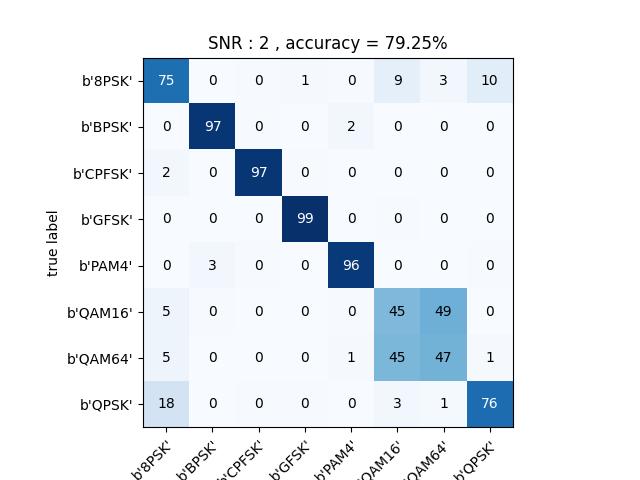 SNR : 2 , accuracy = 79.25%
b'8PSK' 75 0 0 1 0 9 3 10
b'BPSK' 0 97 0 0 2 0 0 0
b'CPFSK' 2 0 97 0 0 0 0 0
b'GFSK' 0 0 0 99 0 0 0 0
b'PAM4' 0 3 0 0 96 0 0 0
b'QAM16' 5 0 0 0 0 45 49 0
b'QAM64' 5 0 0 0 1 45 47 1
b'QPSK' 18 0 0 0 0 3 1 76
true label
b'8PSK' b'BPSK' 'CPFSK' b'GFSK' b'PAM4' QAM16' QAM64' b'QPSK'